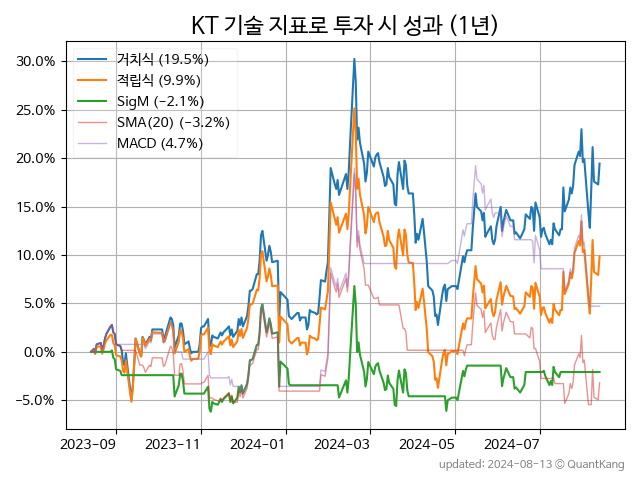 KT 기술 지표로 투자 시 성과 (1년)
거치식 (19.5%)
적립식 (9.9%)
SigM (−2.1%)
SMA(20) (−3.2%)
MACD (4.7%)
30.0%
25.0%
20.0%
15.0%
10.0%
5.0%
0.0%
−5.0%
2023-09
2023-11
2024-01
2024-03
2024-05
2024-07
updated: 2024-08-13 © QuantKang